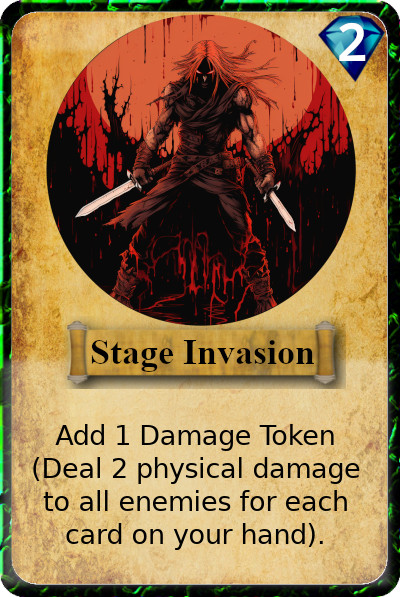 2
Stage Invasion
Add 1 Damage Token
(Deal 2 physical damage
to all enemies for each
card on your hand).